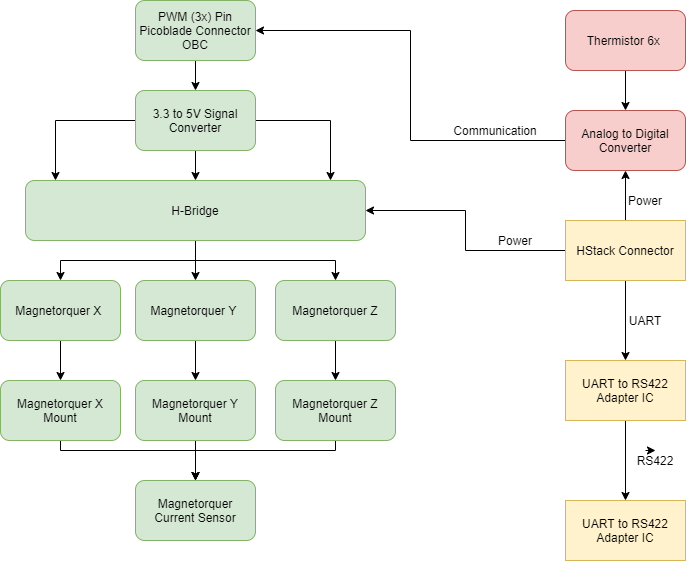 PWM (3x) Pin
Picoblade Connector
OBC
Thermistor 6x
3.3 to 5V Signal
Converter
Communication
Analog to Digital
Converter
H-Bridge
Power
Power
HStack Connector
Magnetorquer X
Magnetorquer Y
Magnetorquer Z
UART
Magnetorquer X
Mount
Magnetorquer Y
Mount
Magnetorquer Z
Mount
UART to RS422
Adapter IC
RS422
Magnetorquer
Current Sensor
UART to RS422
Adapter IC